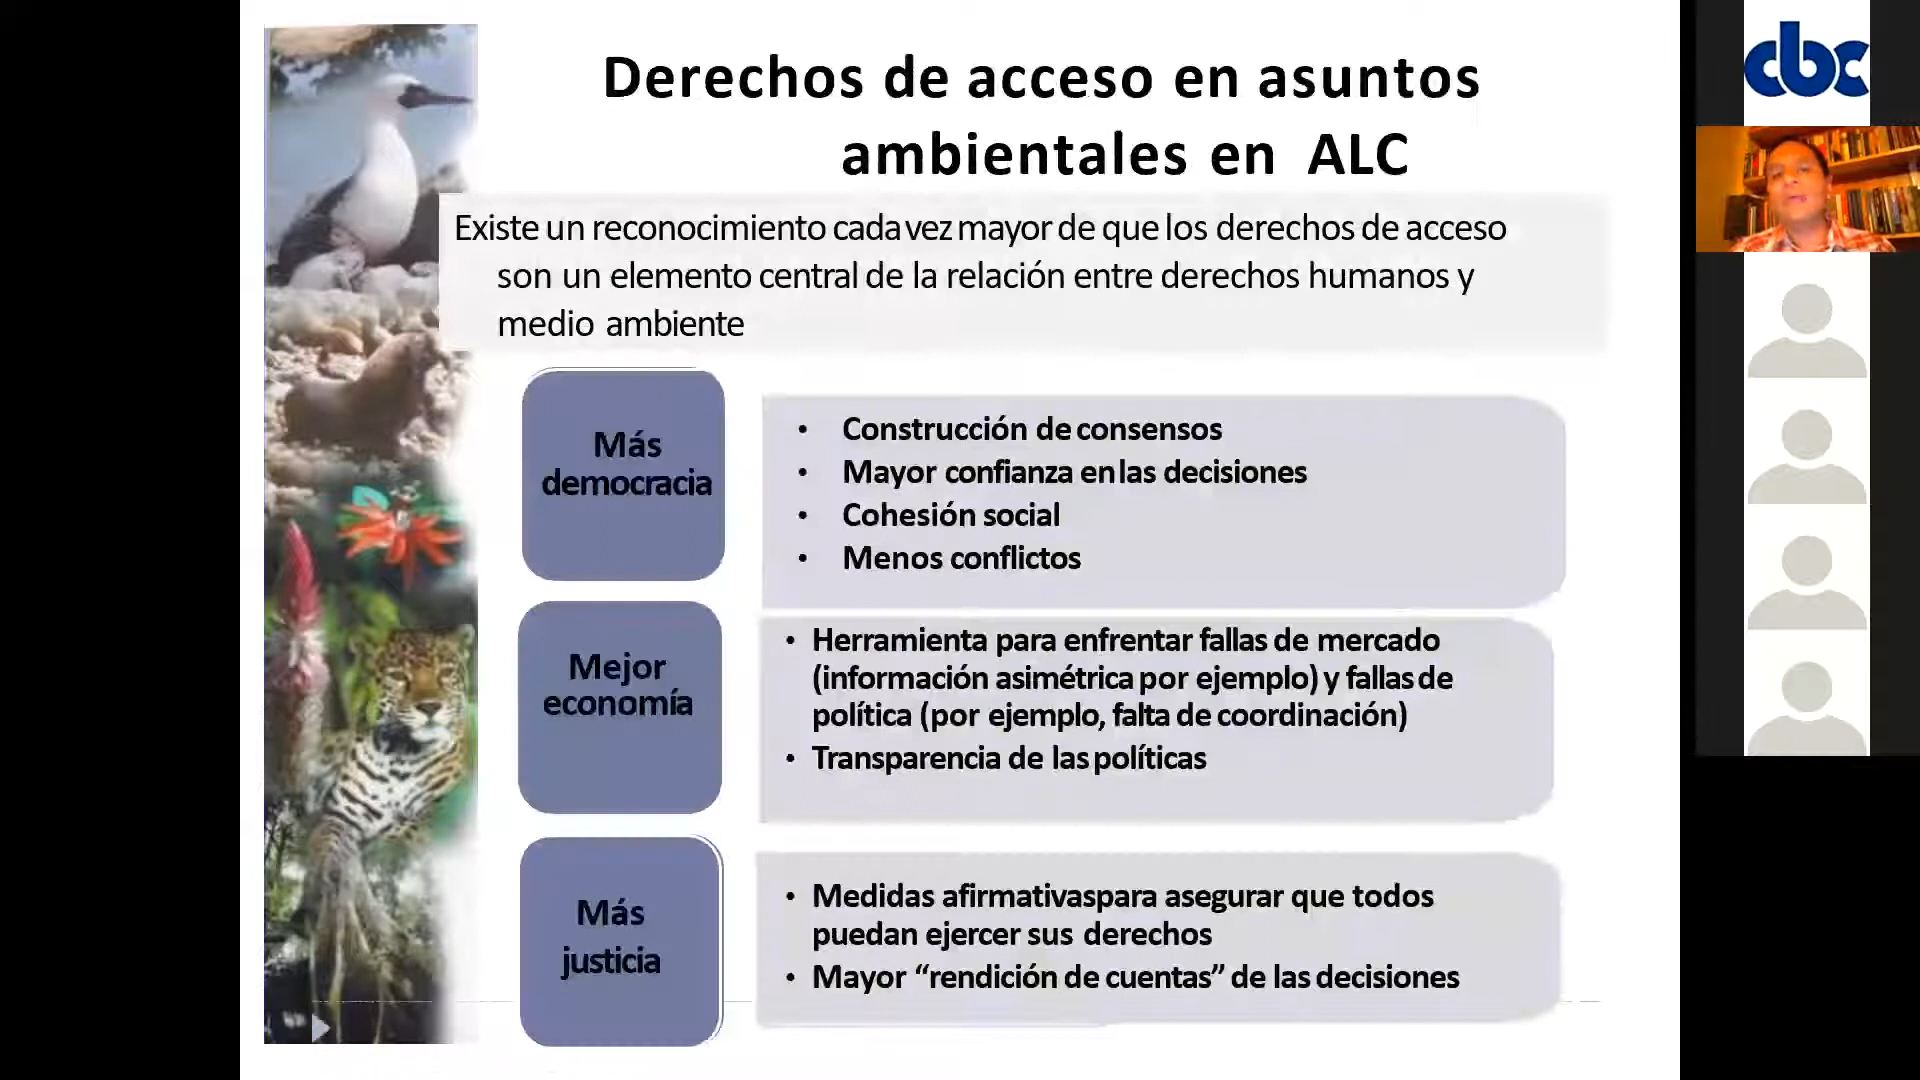 Derechos de acceso en asuntos
ambientales en ALC
Existe un reconocimiento cada vez mayor de que los derechos de acceso
son un elemento central de la relación entre derechos humanos y
medio ambiente
Más
democracia
• Construcción de consensos
• Mayor confianza en las decisiones
• Cohesión social
• Menos conflictos
Mejor
economía
• Herramienta para enfrentar fallas de mercado
(información asimétrica por ejemplo) y fallas de
política (por ejemplo, falta de coordinación)
• Transparencia de las políticas
Más
justicia
• Medidas afirmativaspara asegurar que todos
puedan ejercer sus derechos
• Mayor “rendición de cuentas” de las decisiones
cbc